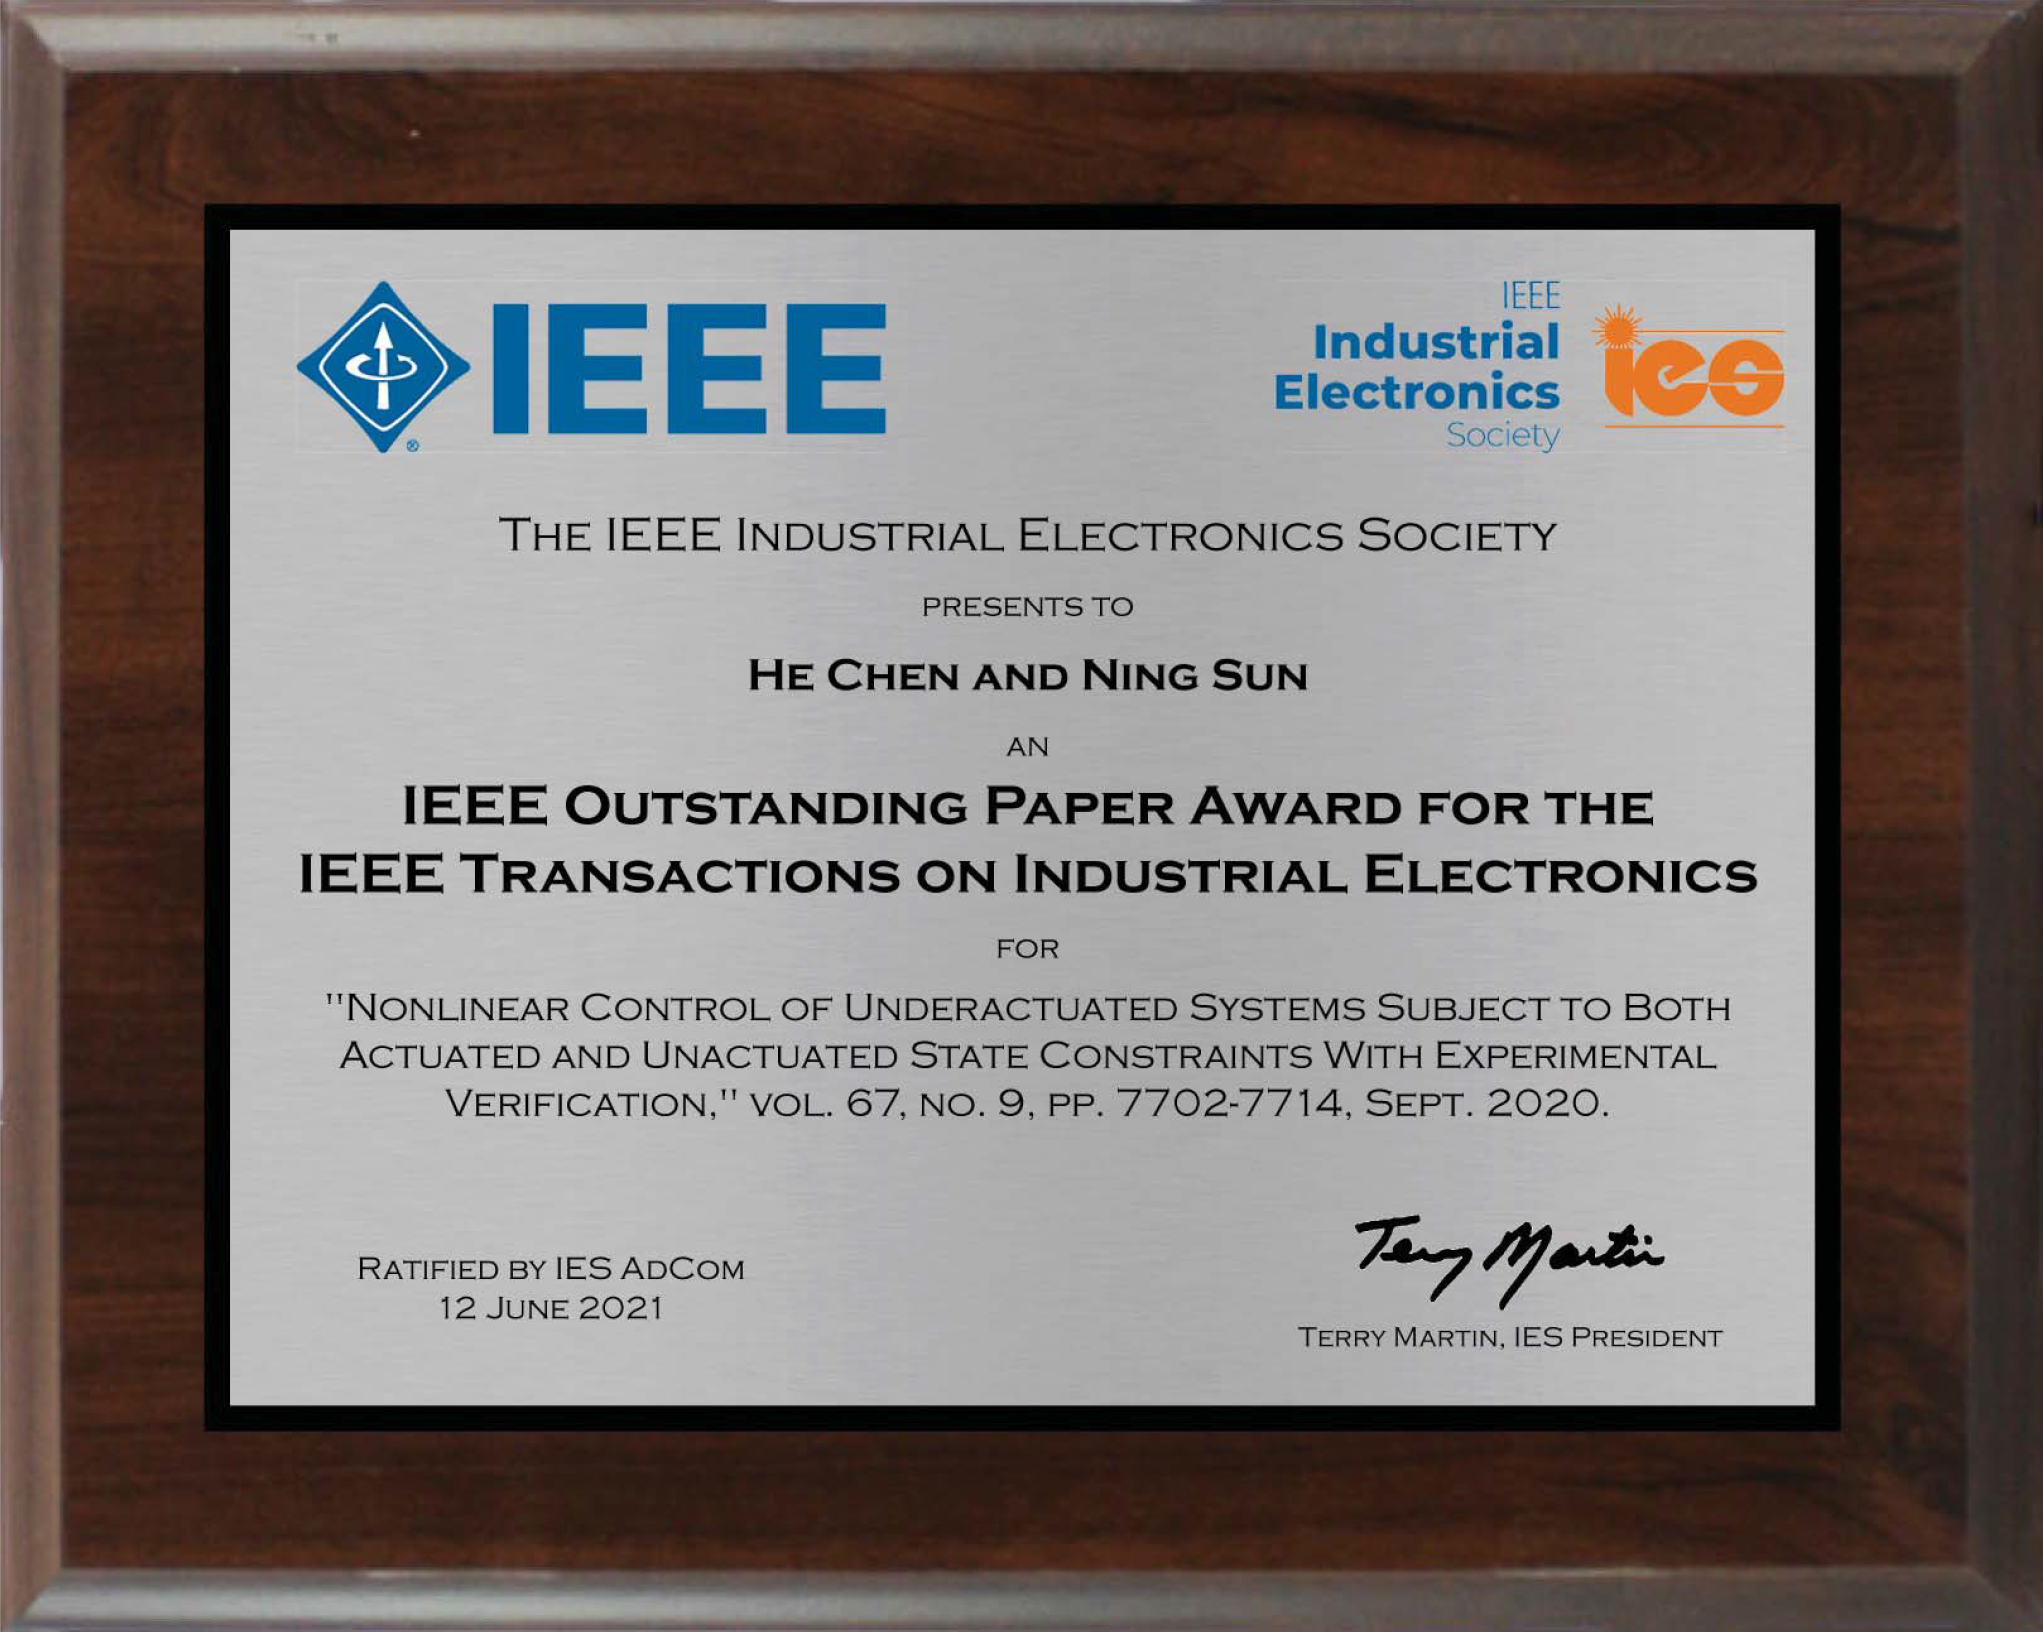 IEEE
IEEE
Industrial
Electronics
Society
ies
THE IEEE INDUSTRIAL ELECTRONICS SOCIETY
PRESENTS TO
HE CHEN AND NING SUN
AN
IEEE OUTSTANDING PAPER AWARD FOR THE
IEEE TRANSACTIONS ON INDUSTRIAL ELECTRONICS
FOR
"NONLINEAR CONTROL OF UNDERACTUATED SYSTEMS SUBJECT TO BOTH
ACTUATED AND UNACTUATED STATE CONSTRAINTS WITH EXPERIMENTAL
VERIFICATION," VOL. 67, NO. 9, PP. 7702-7714, SEPT. 2020.
RATIFIED BY IES ADCOM
12 JUNE 2021
Terry Martin
TERRY MARTIN, IES PRESIDENT